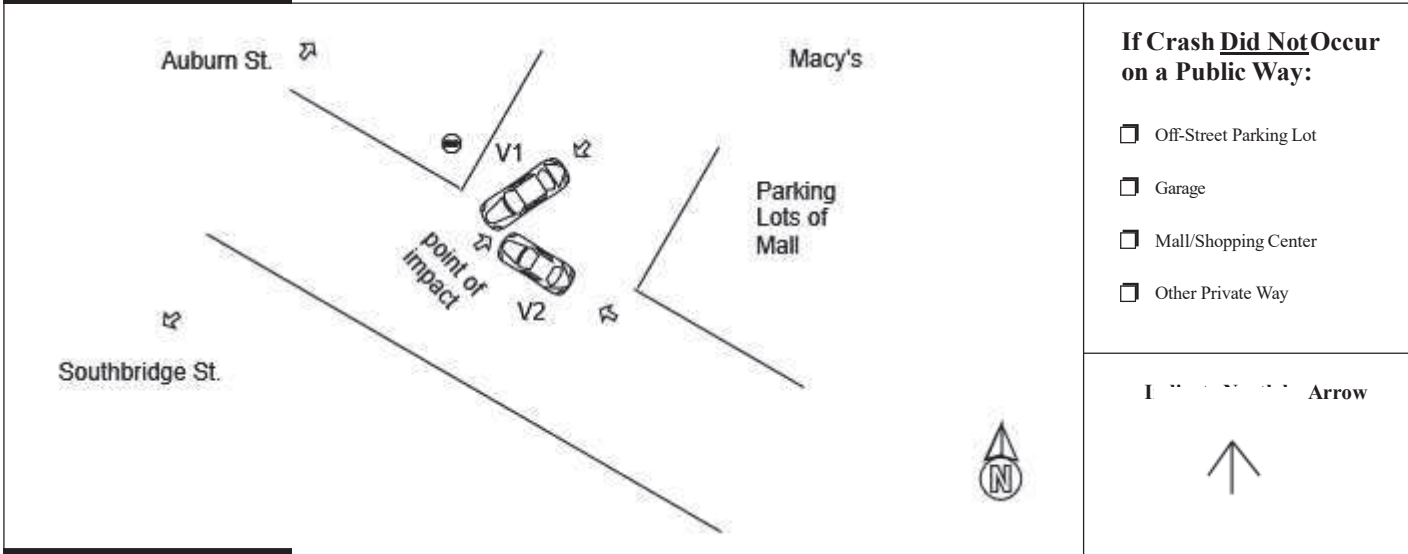 Auburn St.
Macy's
V1
Parking
Lots of
Mall
point of
impact
V2
Southbridge St.
N
If Crash Did Not Occur
on a Public Way:
Off-Street Parking Lot
Garage
Mall/Shopping Center
Other Private Way
Arrow